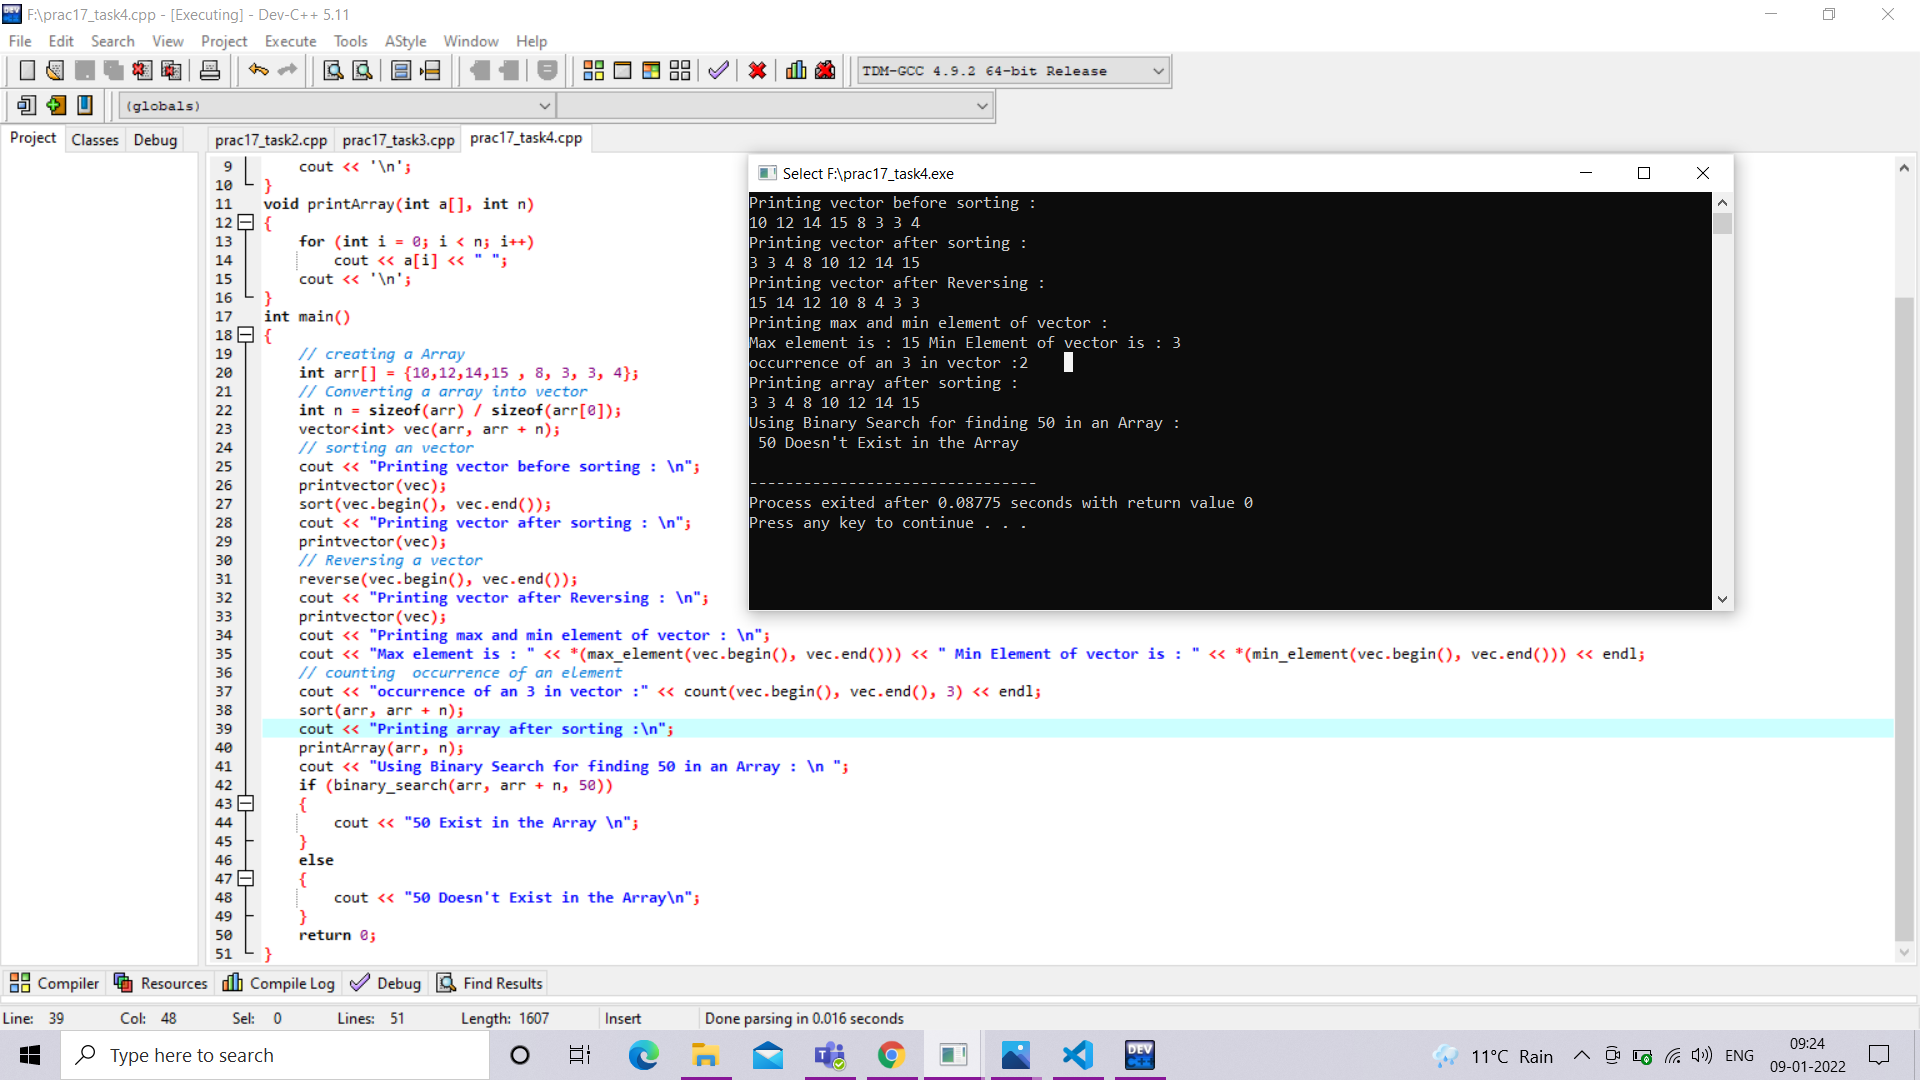 F:\prac17_task4.cpp - [Executing] - Dev-C++ 5.11
File Edit Search View Project Execute Tools AStyle Window Help
TDM-GCC 4.9.2 64-bit Release
(globals)
Project Classes Debug
prac17_task2.cpp prac17_task3.cpp prac17_task4.cpp
9 cout << '\n';
10 }
11 void printArray(int a[], int n)
12 {
13 for (int i = 0; i < n; i++)
14 cout << a[i] << " ";
15 cout << '\n';
16 }
17 int main()
18 {
19 // creating a Array
20 int arr[] = {10,12,14,15 , 8, 3, 3, 4};
21 // Converting a array into vector
22 int n = sizeof(arr) / sizeof(arr[0]);
23 vector<int> vec(arr, arr + n);
24 // sorting an vector
25 cout << "Printing vector before sorting : \n";
26 printvector(vec);
27 sort(vec.begin(), vec.end());
28 cout << "Printing vector after sorting : \n";
29 printvector(vec);
30 // Reversing a vector
31 reverse(vec.begin(), vec.end());
32 cout << "Printing vector after Reversing : \n";
33 printvector(vec);
34 cout << "Printing max and min element of vector : \n";
35 cout << "Max element is : " << *(max_element(vec.begin(), vec.end())) << " Min Element of vector is : " << *(min_element(vec.begin(), vec.end())) << endl;
36 // counting  occurrence of an element
37 cout << "occurrence of an 3 in vector :" << count(vec.begin(), vec.end(), 3) << endl;
38 sort(arr, arr + n);
39 cout << "Printing array after sorting :\n";
40 printArray(arr, n);
41 cout << "Using Binary Search for finding 50 in an Array : \n ";
42 if (binary_search(arr, arr + n, 50))
43 {
44 cout << "50 Exist in the Array \n";
45 }
46 else
47 {
48 cout << "50 Doesn't Exist in the Array\n";
49 }
50 return 0;
51 }
Select F:\prac17_task4.exe
Printing vector before sorting :
10 12 14 15 8 3 3 4
Printing vector after sorting :
3 3 4 8 10 12 14 15
Printing vector after Reversing :
15 14 12 10 8 4 3 3
Printing max and min element of vector :
Max element is : 15 Min Element of vector is : 3
occurrence of an 3 in vector :2
Printing array after sorting :
3 3 4 8 10 12 14 15
Using Binary Search for finding 50 in an Array :
50 Doesn't Exist in the Array
--------------------------------
Process exited after 0.08775 seconds with return value 0
Press any key to continue . . .
Compiler Resources Compile Log Debug Find Results
Line: 39 Col: 48 Sel: 0 Lines: 51 Length: 1607 Insert Done parsing in 0.016 seconds
Type here to search
DEV C++
11°C Rain
ENG
09:24
09-01-2022